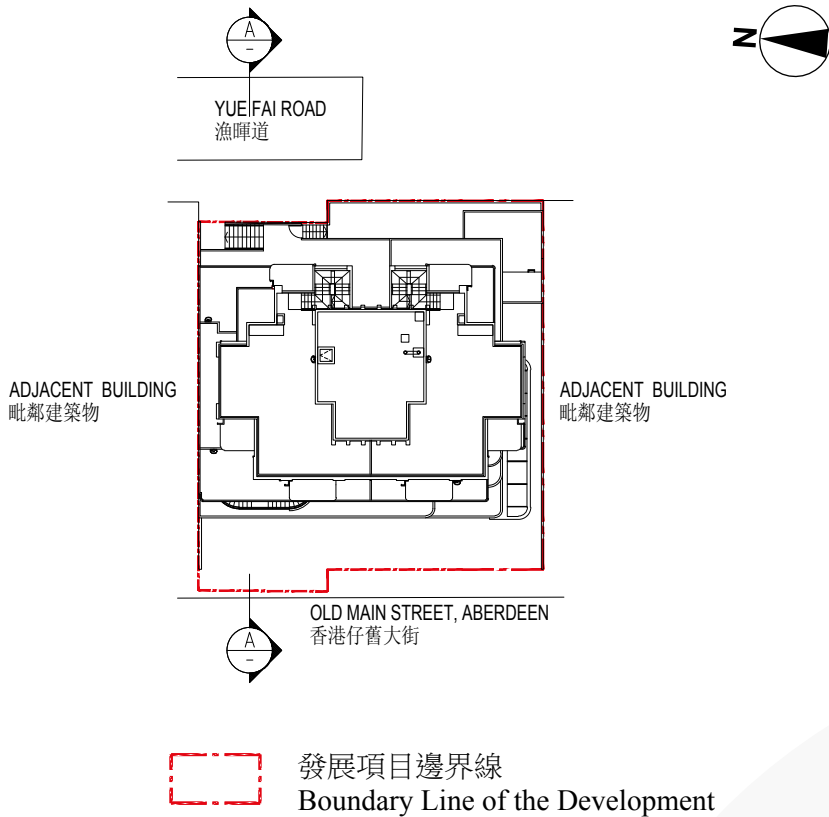 A
–
N
YUE FAI ROAD
漁暉道
ADJACENT BUILDING
毗鄰建築物
ADJACENT BUILDING
毗鄰建築物
OLD MAIN STREET, ABERDEEN
香港仔舊大街
A
–
發展項目邊界線
Boundary Line of the Development